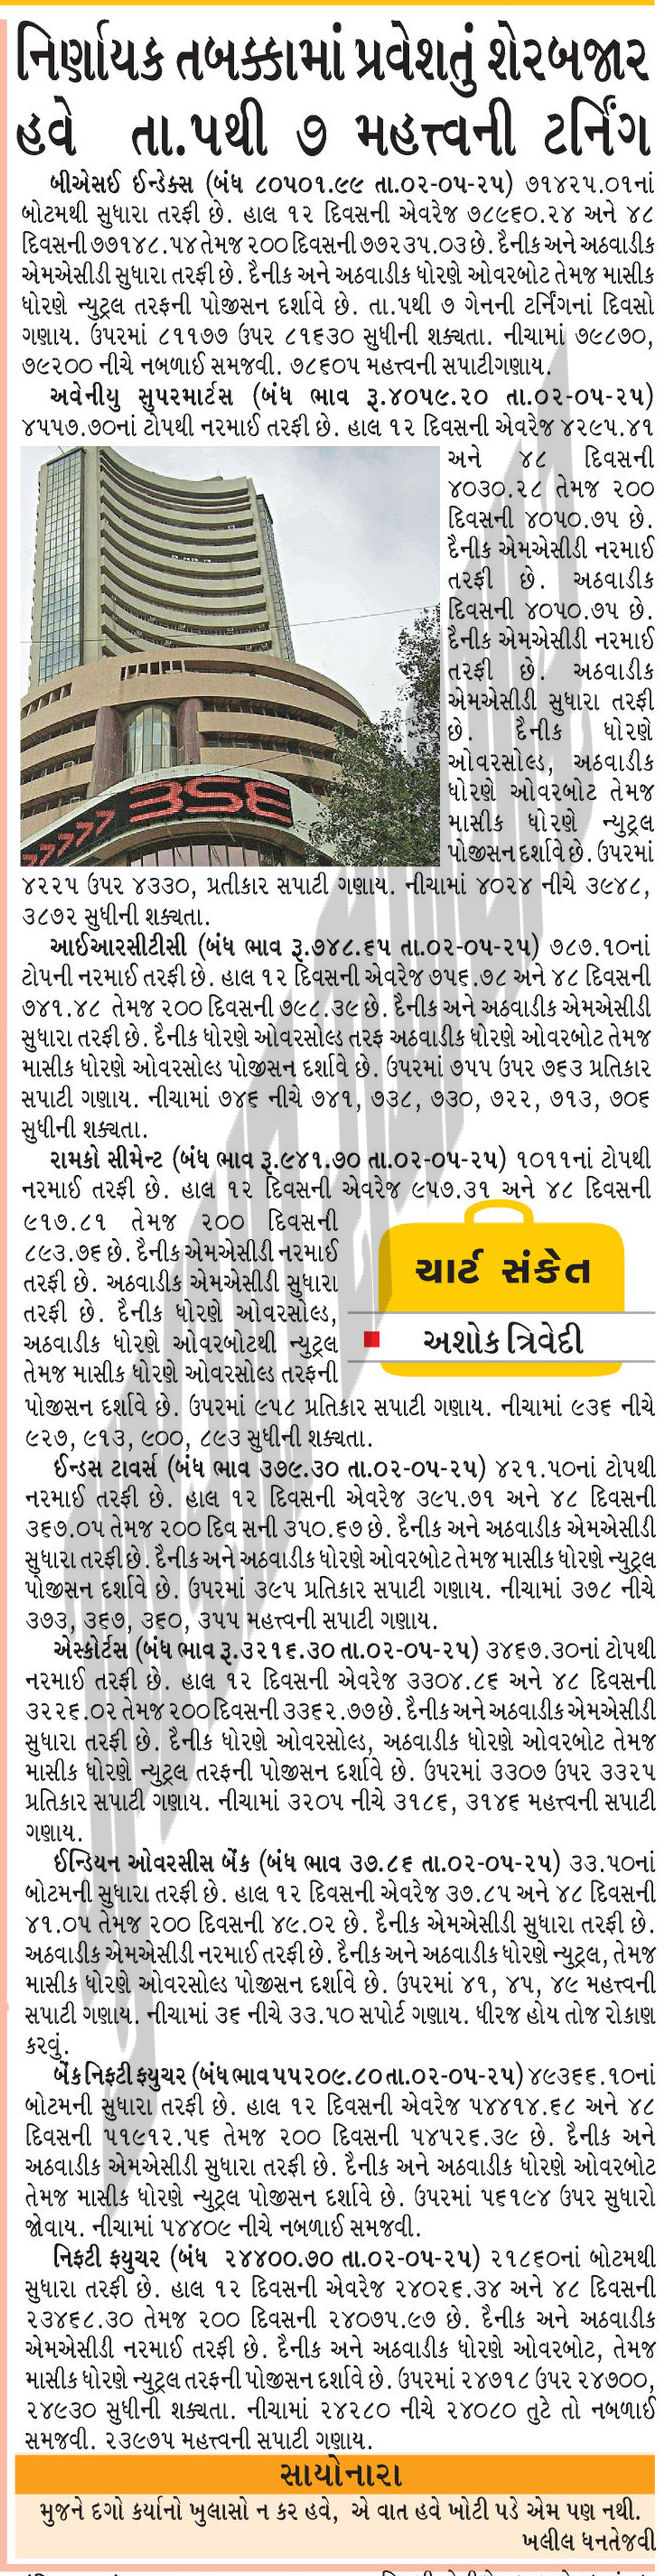 નિર્ણાયક તબક્કામાં પ્રવેશતું શેરબજાર
હવે તા.૫થી ૭ મહત્ત્વની ટર્નિંગ
બીએસઈ ઈન્ડેક્સ (બંધ ૮૦૫૦૧.૯૯ તા.૦૨-૦૫-૨૫) ૭૧૪૨૫.૦૧નાં
બોટમથી સુધારા તરફી છે. હાલ ૧૨ દિવસની એવરેજ ૭૮૯૬૦.૨૪ અને ૪૮
દિવસની ૭૭૧૪૮.૫૪ તેમજ ૨૦૦ દિવસની ૭૭૨૩૫.૦૩ છે. દૈનીક અને અઠવાડીક
એમએસીડી સુધારા તરફી છે. દૈનીક અને અઠવાડીક ધોરણે ઓવરબોટ તેમજ માસીક
ધોરણે ન્યુટ્રલ તરફની પોજીસન દર્શાવે છે. તા.૫થી ૭ ગેનની ટર્નિંગનાં દિવસો
ગણાય. ઉપરમાં ૮૧૧૭૭ ઉપર ૮૧૬૩૦ સુધીની શક્યતા. નીચામાં ૭૯૮૭૦,
૭૯૨૦૦ નીચે નબળાઈ સમજવી. ૭૮૬૦૫ મહત્ત્વની સપાટીગણાય.
અવેનીયુ સુપરમાર્ટસ (બંધ ભાવ રૂ.૪૦૫૯.૨૦ તા.૦૨-૦૫-૨૫)
૪૫૫૭.૭૦નાં ટોપથી નરમાઈ તરફી છે. હાલ ૧૨ દિવસની એવરેજ ૪૨૯૫.૪૧
અને ૪૮ દિવસની
૪૦૩૦.૨૮ તેમજ ૨૦૦
દિવસની ૪૦૫૦.૭૫ છે.
દૈનીક એમએસીડી નરમાઈ
તરફી છે. અઠવાડીક
દિવસની ૪૦૫૦.૭૫ છે.
દૈનીક એમએસીડી નરમાઈ
તરફી છે. અઠવાડીક
એમએસીડી સુધારા તરફી
છે. દૈનીક ધોરણે
ઓવરસોલ્ડ, અઠવાડીક
ધોરણે ઓવરબોટ તેમજ
માસીક ધોરણે ન્યુટ્રલ
પોજીસન દર્શાવે છે. ઉપરમાં
BSE
૪૨૨૫ ઉપર ૪૩૩૦, પ્રતીકાર સપાટી ગણાય. નીચામાં ૪૦૨૪ નીચે ૩૯૪૮,
૩૮૭૨ સુધીની શક્યતા.
આઈઆરસીટીસી (બંધ ભાવ રૂ.૭૪૮.૬૫ તા.૦૨-૦૫-૨૫) ૭૮૭.૧૦નાં
ટોપની નરમાઈ તરફી છે. હાલ ૧૨ દિવસની એવરેજ ૭૫૬.૭૮ અને ૪૮ દિવસની
૭૪૧.૪૮ તેમજ ૨૦૦ દિવસની ૭૯૮.૩૯ છે. દૈનીક અને અઠવાડીક એમએસીડી
સુધારા તરફી છે. દૈનીક ધોરણે ઓવરસોલ્ડ તરફ અઠવાડીક ધોરણે ઓવરબોટ તેમજ
માસીક ધોરણે ઓવરસોલ્ડ પોજીસન દર્શાવે છે. ઉપરમાં ૭૫૫ ઉપર ૭૬૩ પ્રતિકાર
સપાટી ગણાય. નીચામાં ૭૪૬ નીચે ૭૪૧, ૭૩૮, ૭૩૦, ૭૨૨, ૭૧૩, ૭૦૬
સુધીની શક્યતા.
રામકો સીમેન્ટ (બંધ ભાવ રૂ.૯૪૧.૭૦ તા.૦૨-૦૫-૨૫) ૧૦૧૧નાં ટોપથી
નરમાઈ તરફી છે. હાલ ૧૨ દિવસની એવરેજ ૯૫૭.૩૧ અને ૪૮ દિવસની
૯૧૭.૮૧ તેમજ ૨૦૦ દિવસની
૮૯૩.૭૬ છે. દૈનીક એમએસીડી નરમાઈ
તરફી છે. અઠવાડીક એમએસીડી સુધારા
તરફી છે. દૈનીક ધોરણે ઓવરસોલ્ડ,
અઠવાડીક ધોરણે ઓવરબોટથી ન્યુટ્રલ
તેમજ માસીક ધોરણે ઓવરસોલ્ડ તરફની
ચાર્ટ સંકેત
અશોક ત્રિવેદી
પોજીસન દર્શાવે છે. ઉપરમાં ૯૫૮ પ્રતિકાર સપાટી ગણાય. નીચામાં ૯૩૬ નીચે
૯૨૭, ૯૧૩, ૯૦૦, ૮૯૩ સુધીની શક્યતા.
ઈન્ડસ ટાવર્સ (બંધ ભાવ ૩૭૯.૩૦ તા.૦૨-૦૫-૨૫) ૪૨૧.૫૦નાં ટોપથી
નરમાઈ તરફી છે. હાલ ૧૨ દિવસની એવરેજ ૩૯૫.૭૧ અને ૪૮ દિવસની
૩૬૭.૦૫ તેમજ ૨૦૦ દિવ સની ૩૫૦.૬૭ છે. દૈનીક અને અઠવાડીક એમએસીડી
સુધારા તરફી છે. દૈનીક અને અઠવાડીક ધોરણે ઓવરબોટ તેમજ માસીક ધોરણે ન્યુટ્રલ
પોજીસન દર્શાવે છે. ઉપરમાં ૩૯૫ પ્રતિકાર સપાટી ગણાય. નીચામાં ૩૭૮ નીચે
૩૭૩, ૩૬૭, ૩૬૦, ૩૫૫ મહત્ત્વની સપાટી ગણાય.
એસ્કોર્ટસ (બંધ ભાવ રૂ.૩૨૧૬.૩૦ તા.૦૨-૦૫-૨૫) ૩૪૬૭.૩૦નાં ટોપથી
નરમાઈ તરફી છે. હાલ ૧૨ દિવસની એવરેજ ૩૩૦૪.૮૬ અને ૪૮ દિવસની
૩૨૨૬.૦૨ તેમજ ૨૦૦ દિવસની ૩૩૬૨.૭૭ છે. દૈનીક અને અઠવાડીક એમએસીડી
સુધારા તરફી છે. દૈનીક ધોરણે ઓવરસોલ્ડ, અઠવાડીક ધોરણે ઓવરબોટ તેમજ
માસીક ધોરણે ન્યુટ્રલ તરફની પોજીસન દર્શાવે છે. ઉપરમાં ૩૩૦૭ ઉપર ૩૩૨૫
પ્રતિકાર સપાટી ગણાય. નીચામાં ૩૨૦૫ નીચે ૩૧૮૬, ૩૧૪૬ મહત્ત્વની સપાટી
ગણાય.
ઈન્ડિયન ઓવરસીસ બેંક (બંધ ભાવ ૩૭.૮૬ તા.૦૨-૦૫-૨૫) ૩૩.૫૦નાં
બોટમની સુધારા તરફી છે. હાલ ૧૨ દિવસની એવરેજ ૩૭.૮૫ અને ૪૮ દિવસની
૪૧.૦૫ તેમજ ૨૦૦ દિવસની ૪૯.૦૨ છે. દૈનીક એમએસીડી સુધારા તરફી છે.
અઠવાડીક એમએસીડી નરમાઈ તરફી છે. દૈનીક અને અઠવાડીક ધોરણે ન્યુટ્રલ, તેમજ
માસીક ધોરણે ઓવરસોલ્ડ પોજીસન દર્શાવે છે. ઉપરમાં ૪૧, ૪૫, ૪૯ મહત્ત્વની
સપાટી ગણાય. નીચામાં ૩૬ નીચે ૩૩.૫૦ સપોર્ટ ગણાય. ધીરજ હોય તોજ રોકાણ
કરવું.
બેંક નિફ્ટી ફ્યુચર (બંધ ભાવ ૫૫૨૦૯.૮૦ તા.૦૨-૦૫-૨૫) ૪૯૩૬૬.૧૦નાં
બોટમની સુધારા તરફી છે. હાલ ૧૨ દિવસની એવરેજ ૫૪૪૧૪.૬૮ અને ૪૮
દિવસની ૫૧૯૧૨.૫૬ તેમજ ૨૦૦ દિવસની ૫૪૫૨૬.૩૯ છે. દૈનીક અને
અઠવાડીક એમએસીડી સુધારા તરફી છે. દૈનીક અને અઠવાડીક ધોરણે ઓવરબોટ
તેમજ માસીક ધોરણે ન્યુટ્રલ પોજીસન દર્શાવે છે. ઉપરમાં ૫૬૧૯૪ ઉપર સુધારો
જોવાય. નીચામાં ૫૪૪૦૯ નીચે નબળાઈ સમજવી.
નિફ્ટી ફ્યુચર (બંધ ૨૪૪૦૦.૭૦ તા.૦૨-૦૫-૨૫) ૨૧૮૬૦નાં બોટમથી
સુધારા તરફી છે. હાલ ૧૨ દિવસની એવરેજ ૨૪૦૨૬.૩૪ અને ૪૮ દિવસની
૨૩૪૬૮.૩૦ તેમજ ૨૦૦ દિવસની ૨૪૦૭૫.૯૭ છે. દૈનીક અને અઠવાડીક
એમએસીડી નરમાઈ તરફી છે. દૈનીક અને અઠવાડીક ધોરણે ઓવરબોટ, તેમજ
માસીક ધોરણે ન્યુટ્રલ તરફની પોજીસન દર્શાવે છે. ઉપરમાં ૨૪૭૧૮ ઉપર ૨૪૭૦૦,
૨૪૯૩૦ સુધીની શક્યતા. નીચામાં ૨૪૨૮૦ નીચે ૨૪૦૮૦ તુટે તો નબળાઈ
સમજવી. ૨૩૯૭૫ મહત્ત્વની સપાટી ગણાય.
સાયોનારા
મુજને દગો કર્યાનો ખુલાસો ન કર હવે, એ વાત હવે ખોટી પડે એમ પણ નથી.
ખલીલ ધનતેજવી